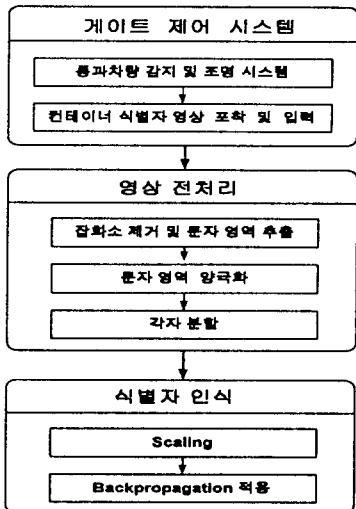 게이트 제어 시스템
통과차량 감지 및 조명 시스템
컨테이너 식별자 영상 포착 및 입력
영상 전처리
잡화소 제거 및 문자 영역 추출
문자 영역 양극화
각자 분할
식별자 인식
Scaling
Backpropagation 적용